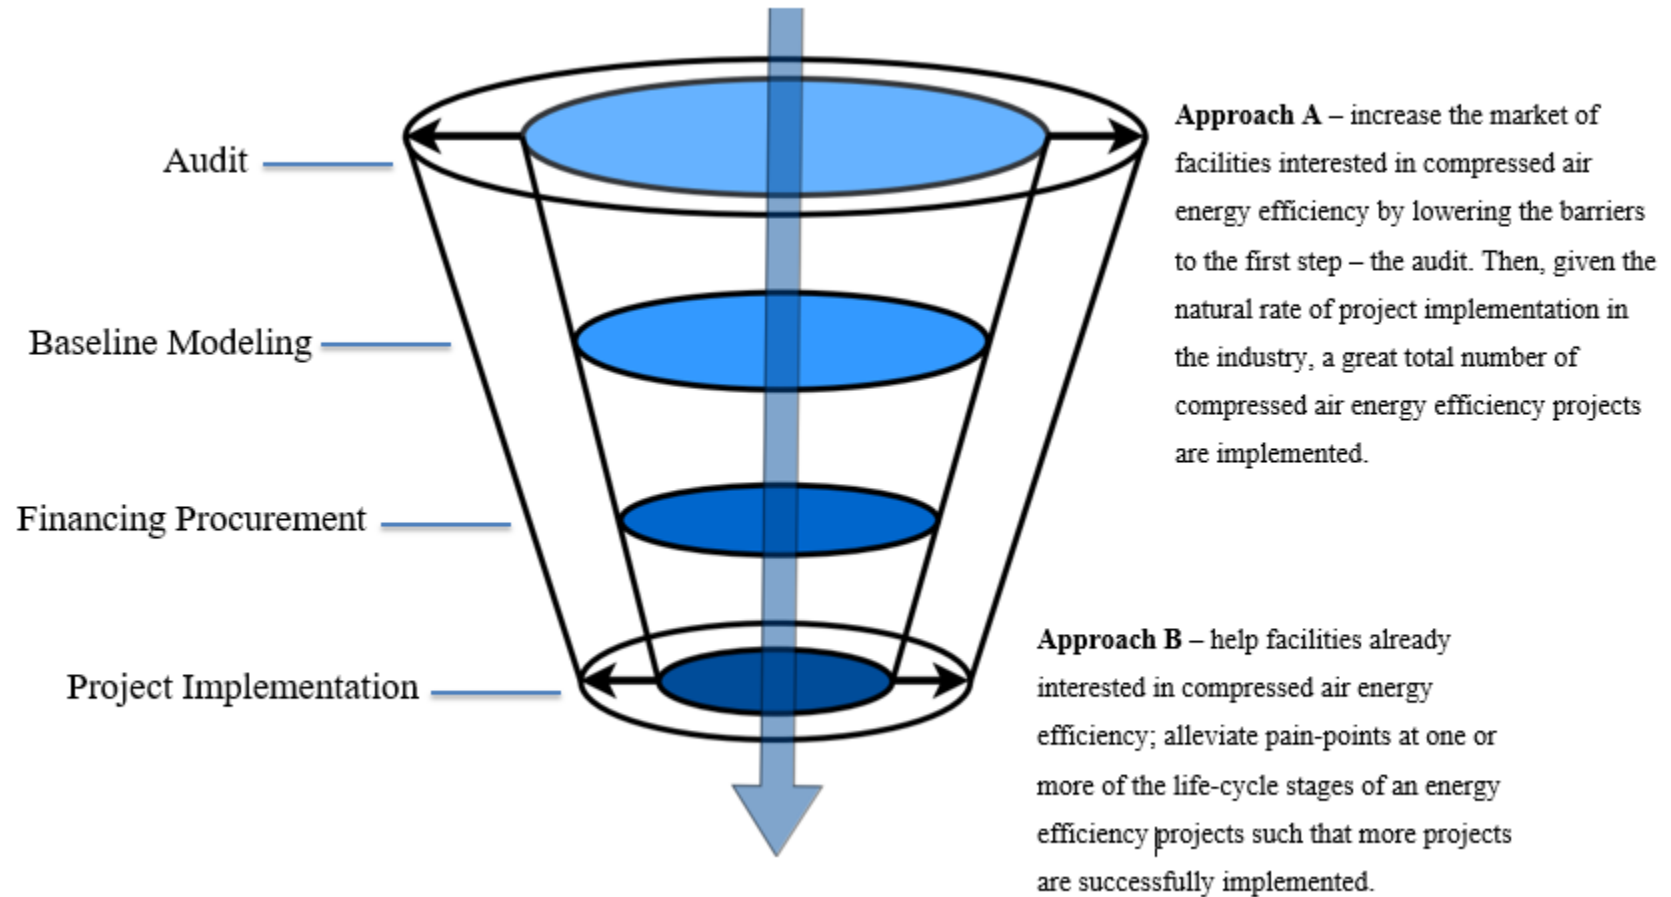 Audit
Baseline Modeling
Financing Procurement
Project Implementation
Approach A – increase the market of
facilities interested in compressed air
energy efficiency by lowering the barriers
to the first step – the audit. Then, given the
natural rate of project implementation in
the industry, a great total number of
compressed air energy efficiency projects
are implemented.
Approach B – help facilities already
interested in compressed air energy
efficiency; alleviate pain-points at one or
more of the life-cycle stages of an energy
efficiency projects such that more projects
are successfully implemented.